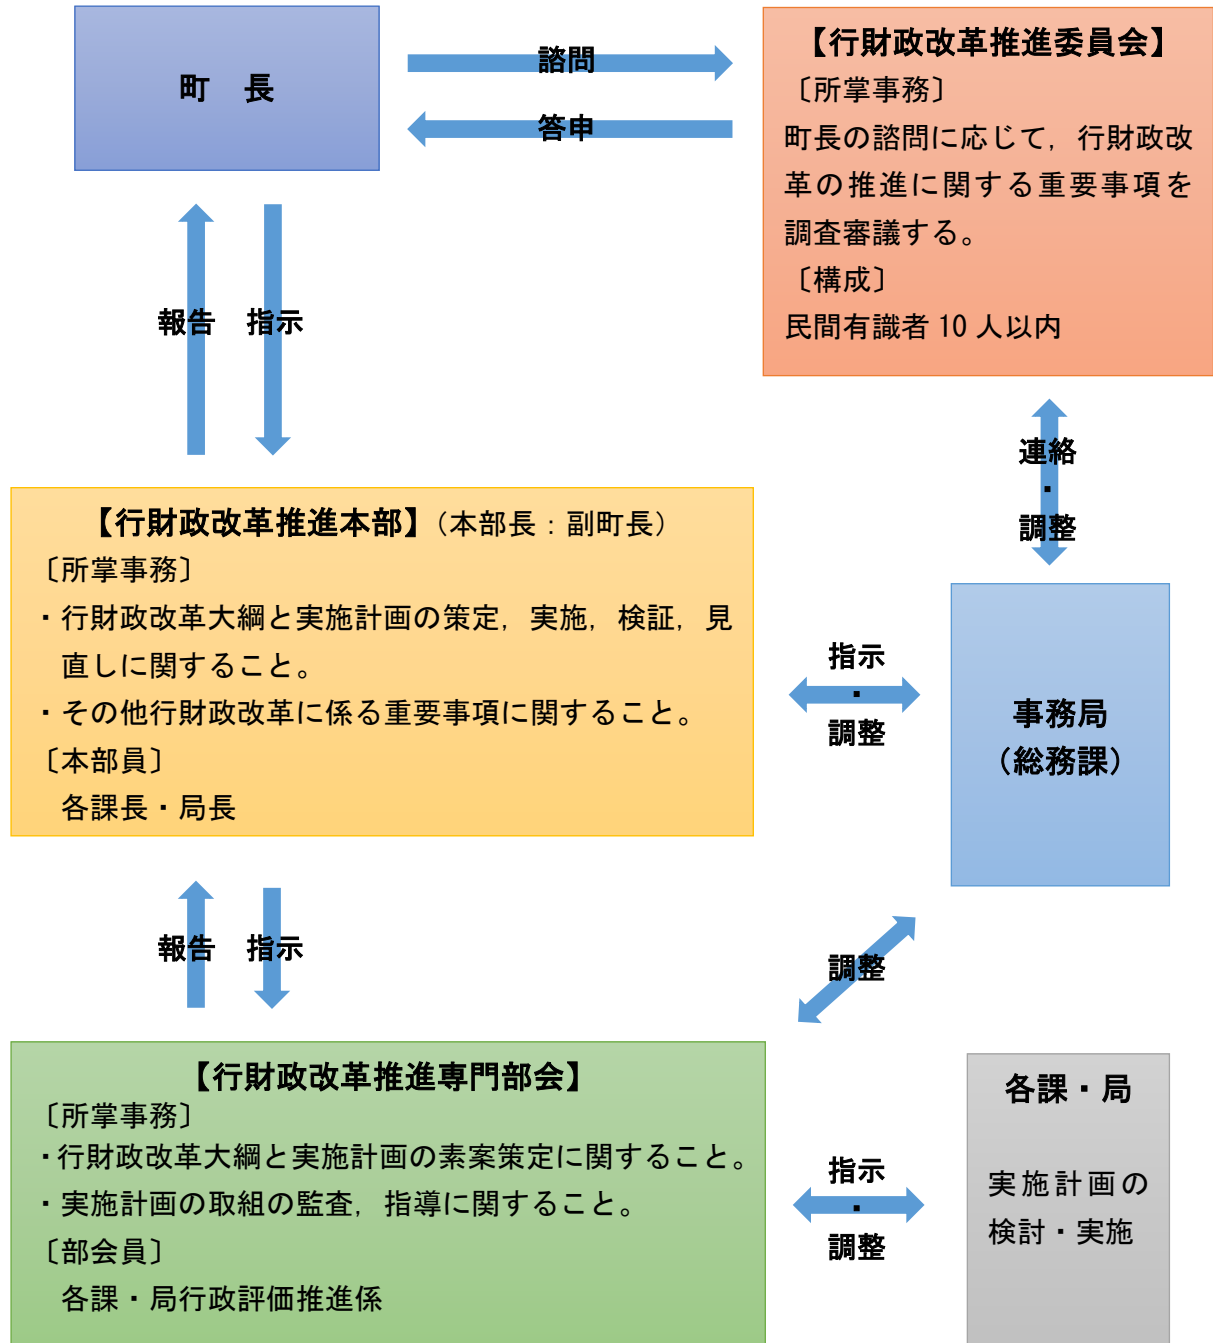 町　長
諮問
答申
【行財政改革推進委員会】
〔所掌事務〕
町長の諮問に応じて，行財政改
革の推進に関する重要事項を
調査審議する。
〔構成〕
民間有識者 10 人以内
報告　指示
連絡
・
調整
【行財政改革推進本部】（本部長：副町長）
〔所掌事務〕
・行財政改革大綱と実施計画の策定，実施，検証，見
直しに関すること。
・その他行財政改革に係る重要事項に関すること。
〔本部員〕
各課長・局長
指示
・
調整
事務局
（総務課）
報告　指示
調整
【行財政改革推進専門部会】
〔所掌事務〕
・行財政改革大綱と実施計画の素案策定に関すること。
・実施計画の取組の監査，指導に関すること。
〔部会員〕
各課・局行政評価推進係
指示
・
調整
各課・局
実施計画の
検討・実施